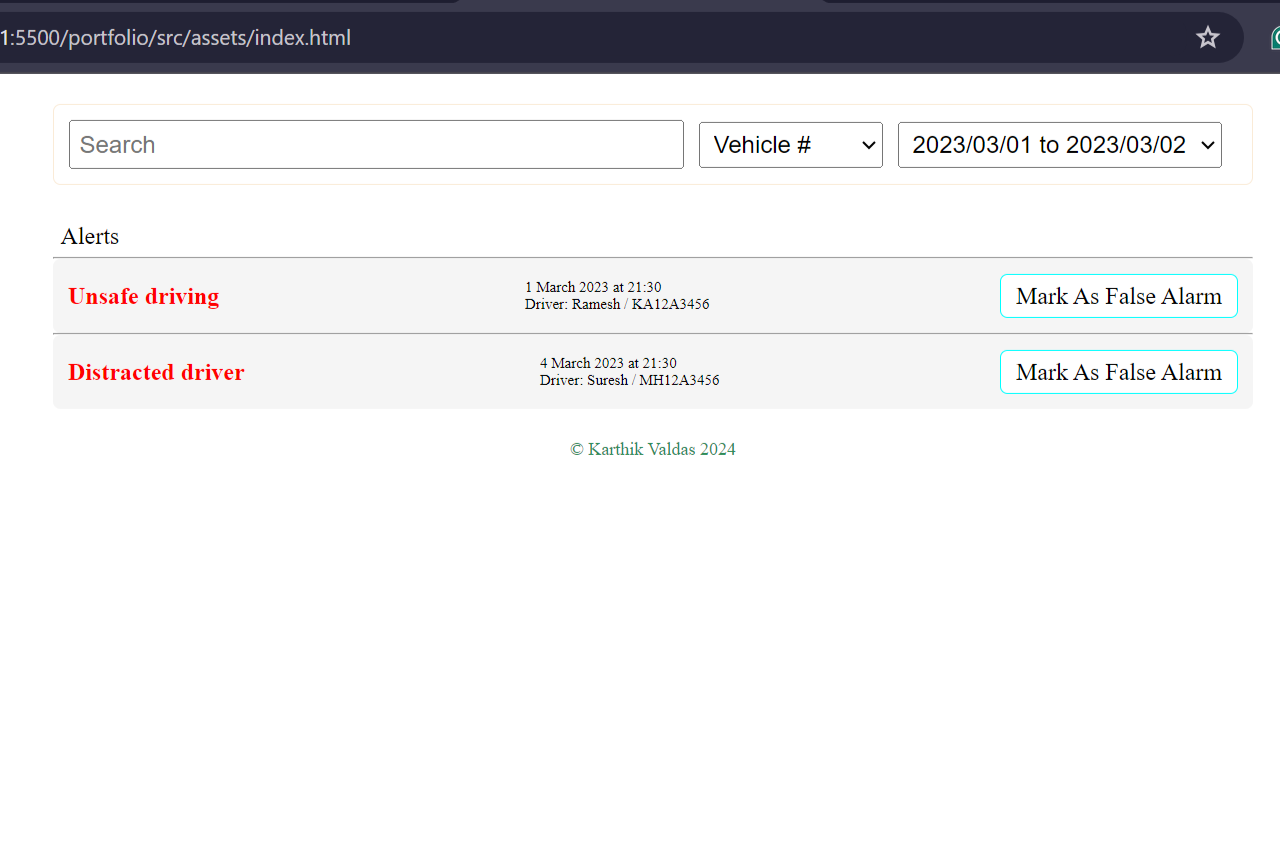 1:5500/portfolio/src/assets/index.html
Search
Vehicle #
2023/03/01 to 2023/03/02
Alerts
Unsafe driving
1 March 2023 at 21:30
Driver: Ramesh / KA12A3456
Mark As False Alarm
Distracted driver
4 March 2023 at 21:30
Driver: Suresh / MH12A3456
Mark As False Alarm
© Karthik Valdas 2024